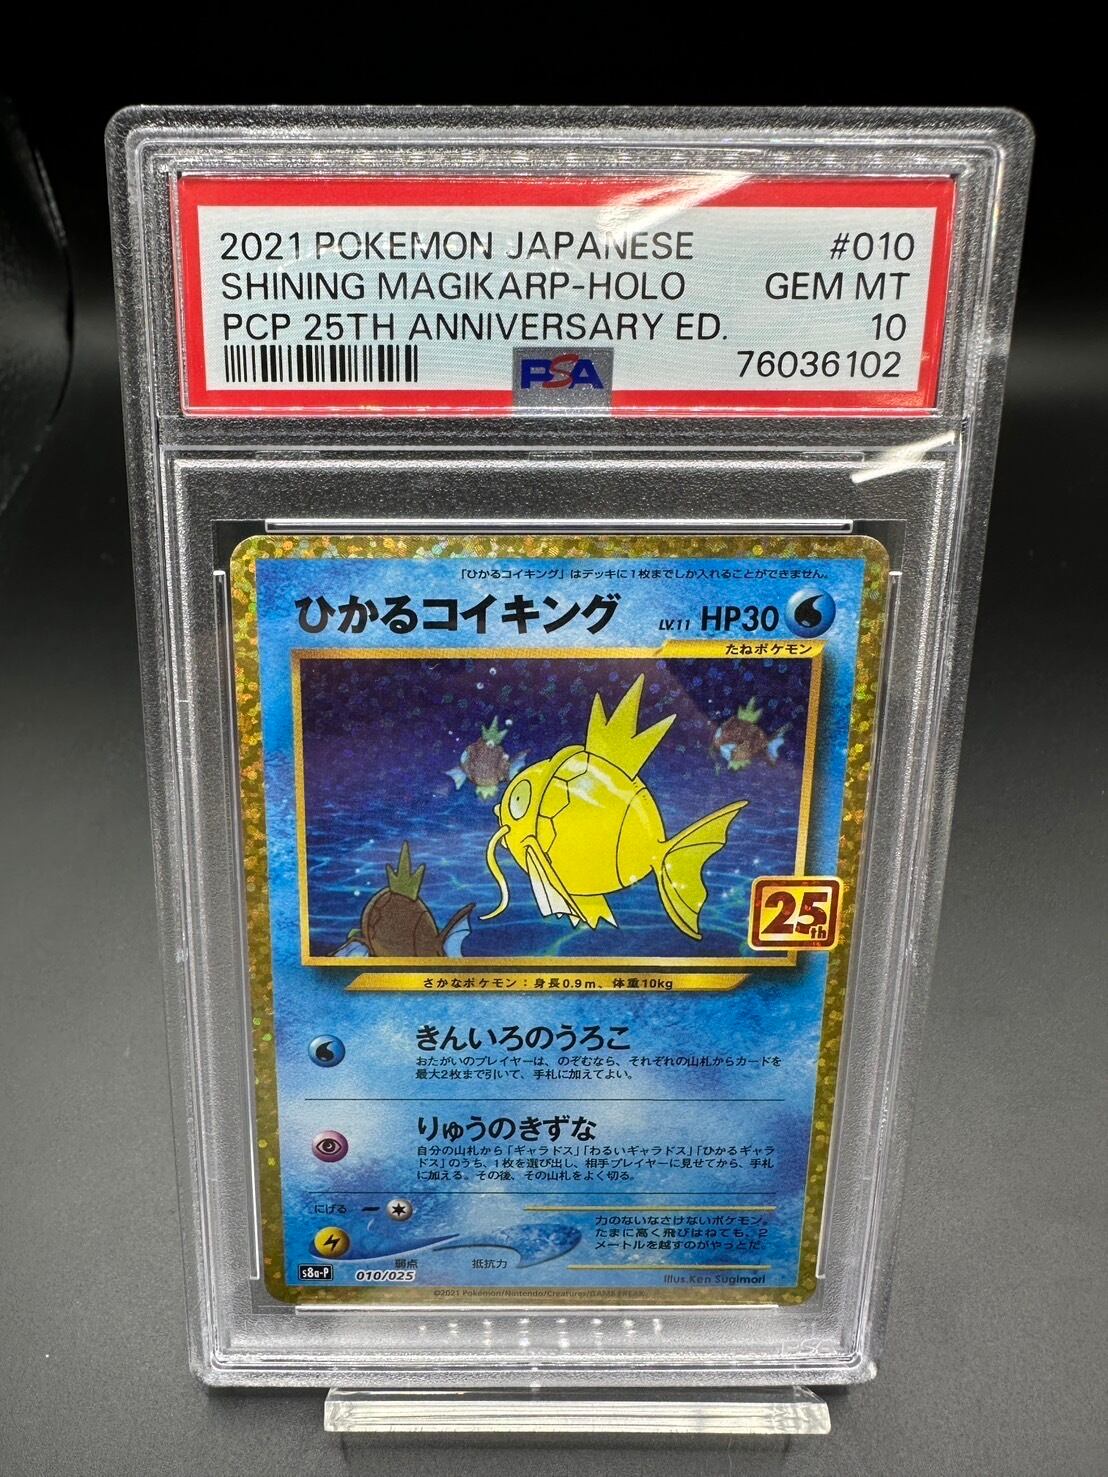 2021 POKEMON JAPANESE #010
SHINING MAGIKARP-HOLO GEM MT
PCP 25TH ANNIVERSARY ED. 10
PSA 76036102
「ひかるコイキング」はデッキに1枚までしか入れることができません。
ひかるコイキング LV.11 HP30
たねポケモン
25th
さかなポケモン：身長0.9m、体重10kg
きんいろのうろこ
おたがいのプレイヤーは、のぞむなら、それぞれの山札からカードを
最大2枚まで引いて、手札に加えてよい。
りゅうのきずな
自分の山札から「ギャラドス」「わるいギャラドス」「ひかるギャラ
ドス」のうち、1枚を選び出し、相手プレイヤーに見せてから、手札
に加える。その後、その山札をよく切る。
にげる
力のないなさけないポケモン。
たまに高く飛びはねても、2
メートルを越すのがやっとだ。
弱点 抵抗力
s8a-P 010/025 Illus.Ken Sugimori
©2021 Pokémon/Nintendo/Creatures/GAME FREAK.